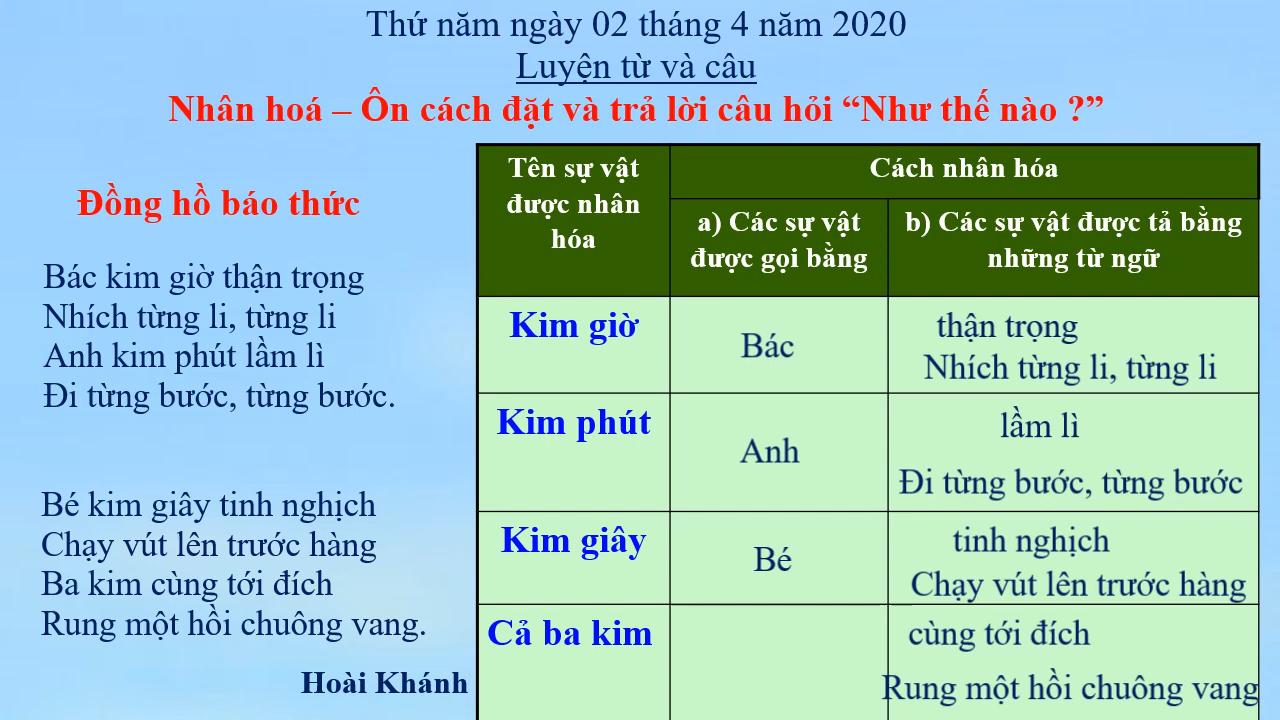 Thứ năm ngày 02 tháng 4 năm 2020
Luyện từ và câu
Nhân hoá – Ôn cách đặt và trả lời câu hỏi “Như thế nào ?”
Đồng hồ báo thức
Bác kim giờ thận trọng
Nhích từng li, từng li
Anh kim phút lầm lì
Đi từng bước, từng bước.
Bé kim giây tinh nghịch
Chạy vút lên trước hàng
Ba kim cùng tới đích
Rung một hồi chuông vang.
Hoài Khánh
Tên sự vật
được nhân
hóa
Cách nhân hóa
a) Các sự vật
được gọi bằng
b) Các sự vật được tả bằng
những từ ngữ
Kim giờ
Bác
thận trọng
Nhích từng li, từng li
Kim phút
Anh
lầm lì
Đi từng bước, từng bước
Kim giây
Bé
tinh nghịch
Chạy vút lên trước hàng
Cả ba kim
cùng tới đích
Rung một hồi chuông vang